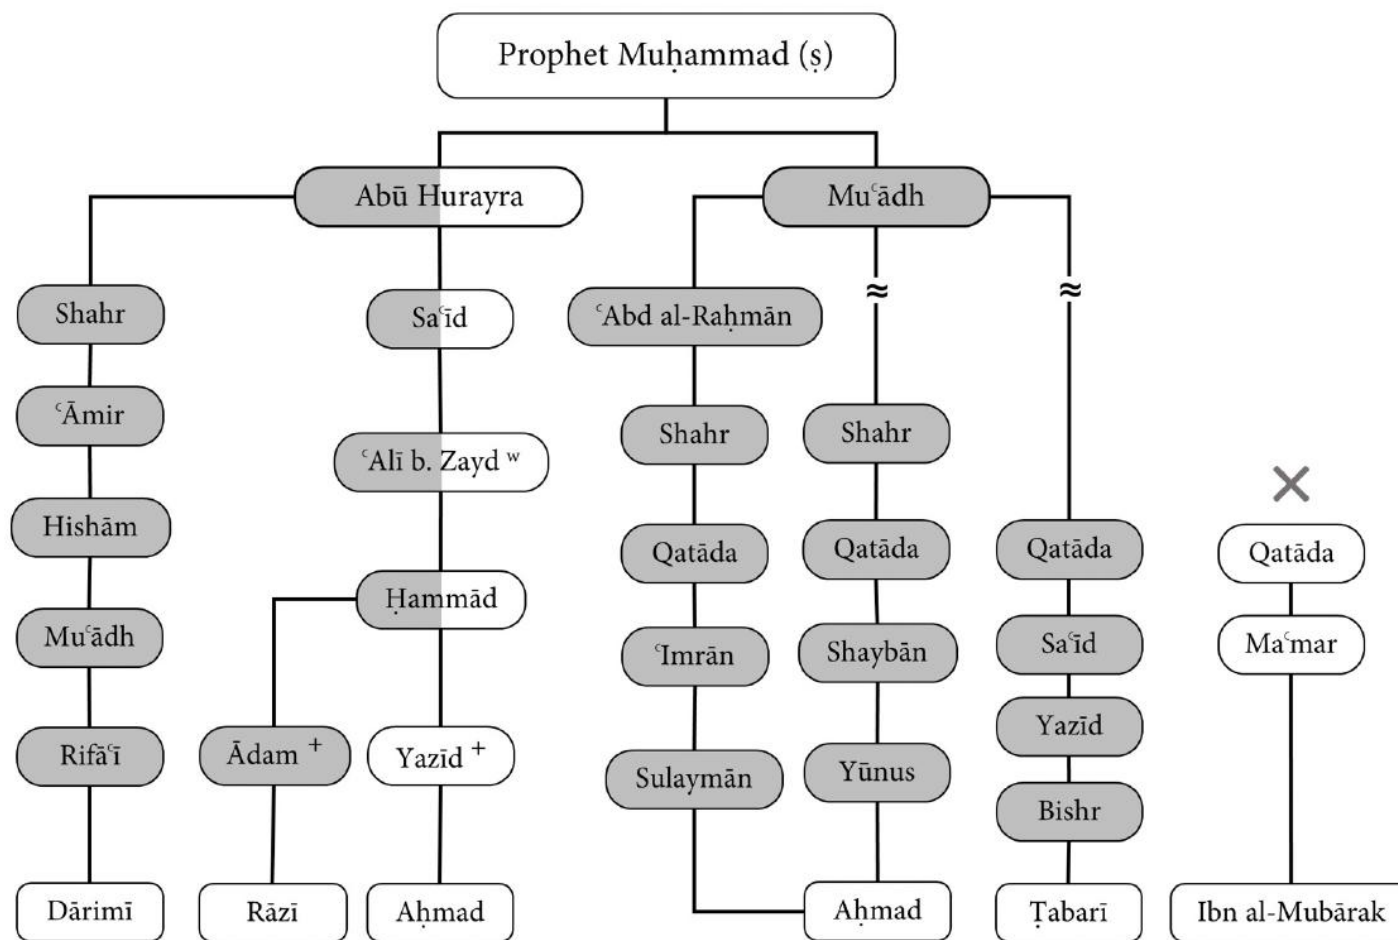 Prophet Muḥammad (ṣ)
Abū Hurayra
Muʿādh
Shahr
Saʿīd
ʿAbd al-Raḥmān
≈
≈
ʿĀmir
ʿAlī b. Zayd ʷ
Shahr
Shahr
×
Hishām
Qatāda
Qatāda
Qatāda
Qatāda
Ḥammād
Muʿādh
ʿImrān
Shaybān
Saʿīd
Maʿmar
Rifāʿī
Ādam ⁺
Yazīd ⁺
Sulaymān
Yūnus
Yazīd
Bishr
Dārimī
Rāzī
Aḥmad
Aḥmad
Ṭabarī
Ibn al-Mubārak